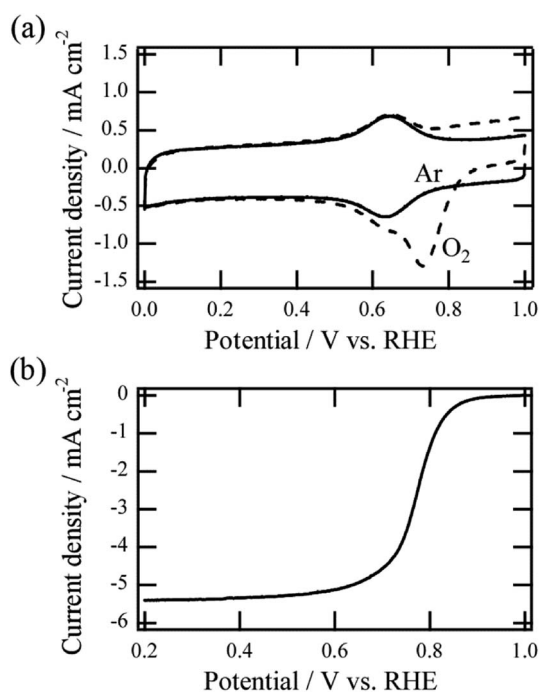 (a)
Current density / mA cm-2
1.5
1.0
0.5
0.0
-0.5
-1.0
-1.5
Ar
O2
0.0 0.2 0.4 0.6 0.8 1.0
Potential / V vs. RHE
(b)
Current density / mA cm-2
0
-1
-2
-3
-4
-5
-6
0.2 0.4 0.6 0.8 1.0
Potential / V vs. RHE